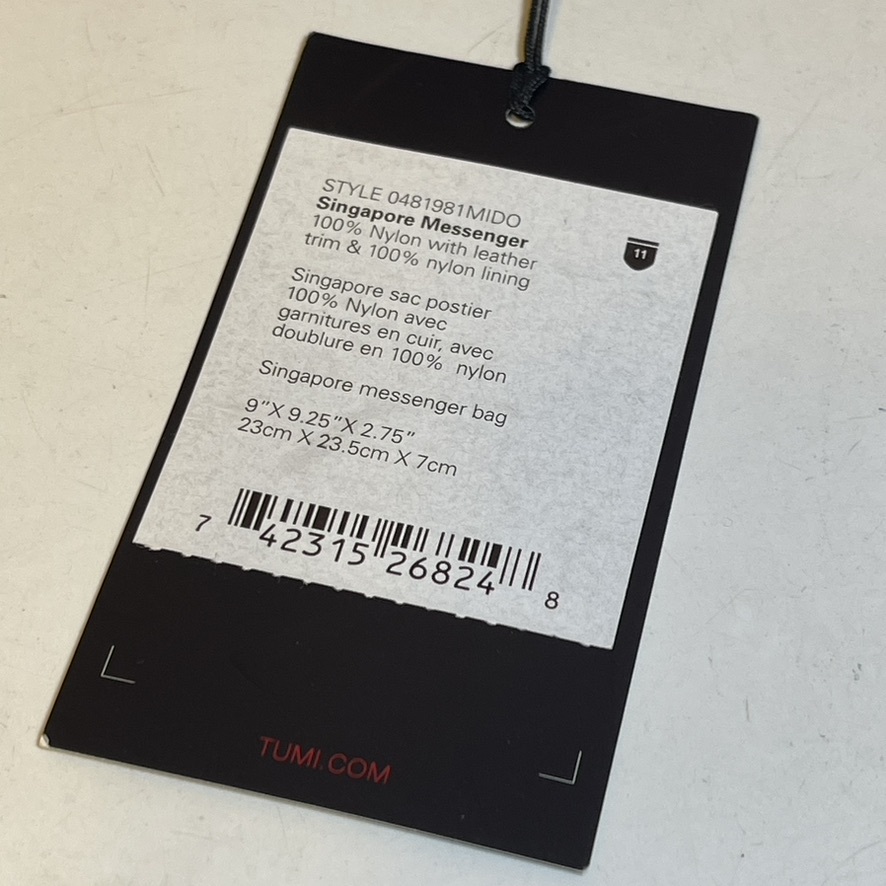 STYLE 0481981MIDO
Singapore Messenger
100% Nylon with leather
trim & 100% nylon lining
11
Singapore sac postier
100% Nylon avec
garnitures en cuir, avec
doublure en 100% nylon
Singapore messenger bag
9”X 9.25”X 2.75”
23cm X 23.5cm X 7cm
7 42315 26824 8
TUMI.COM